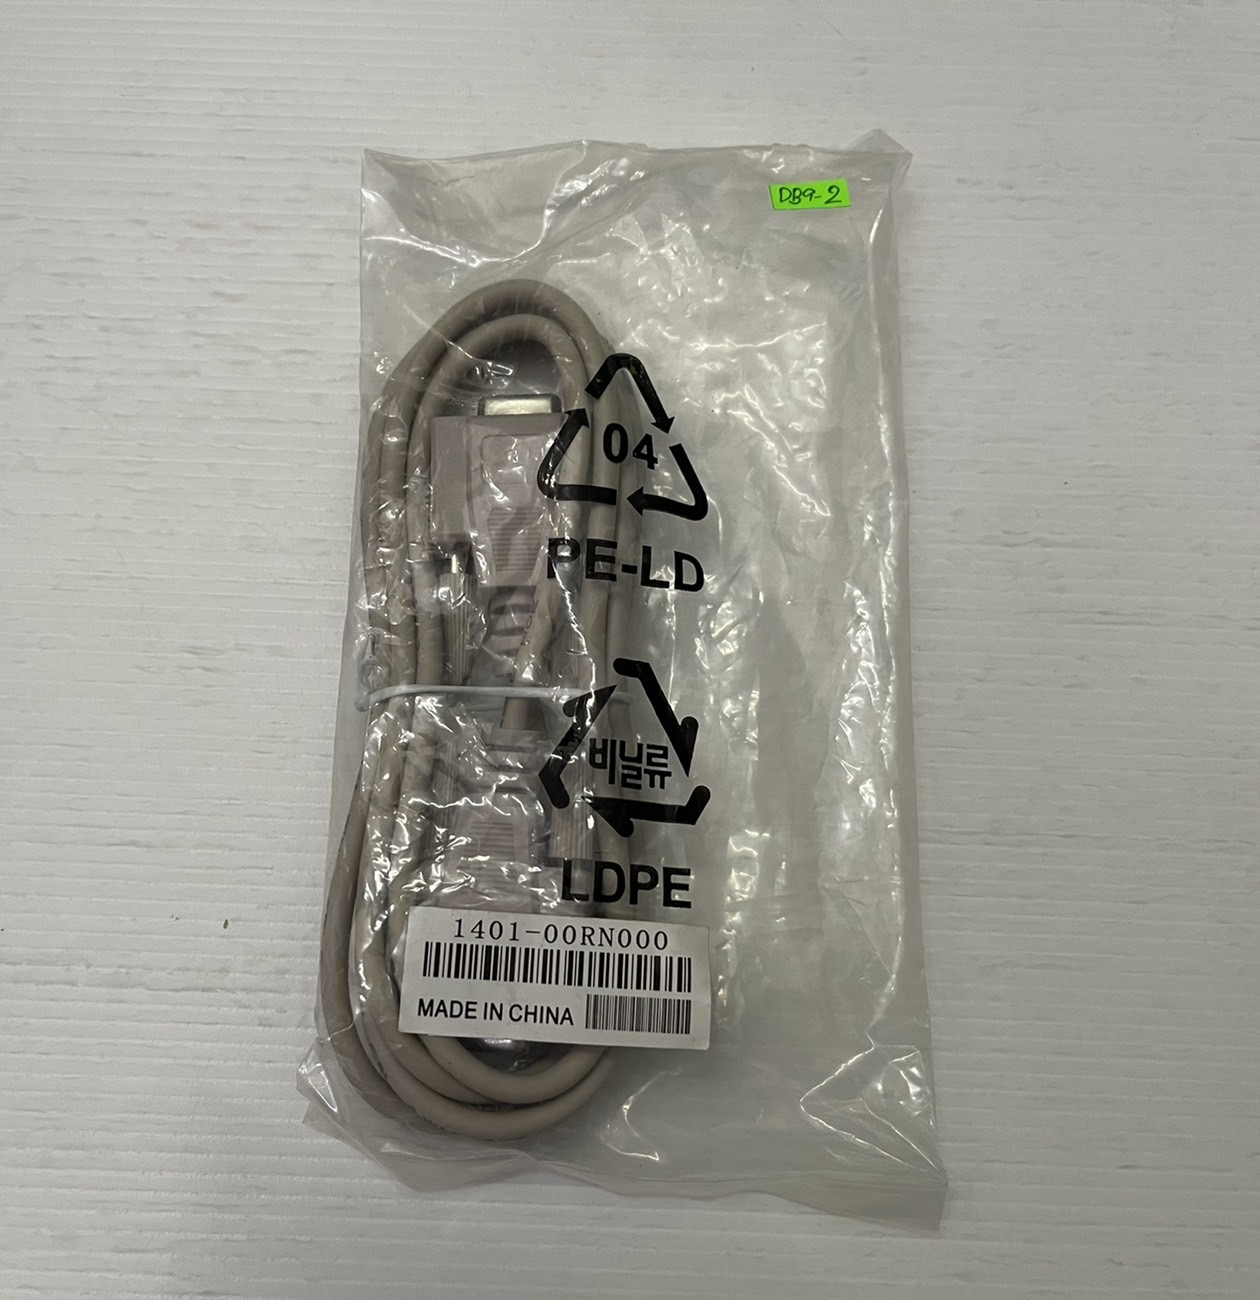 DB9-2
04
PE-LD
비닐류
LDPE
1401-00RN000
MADE IN CHINA